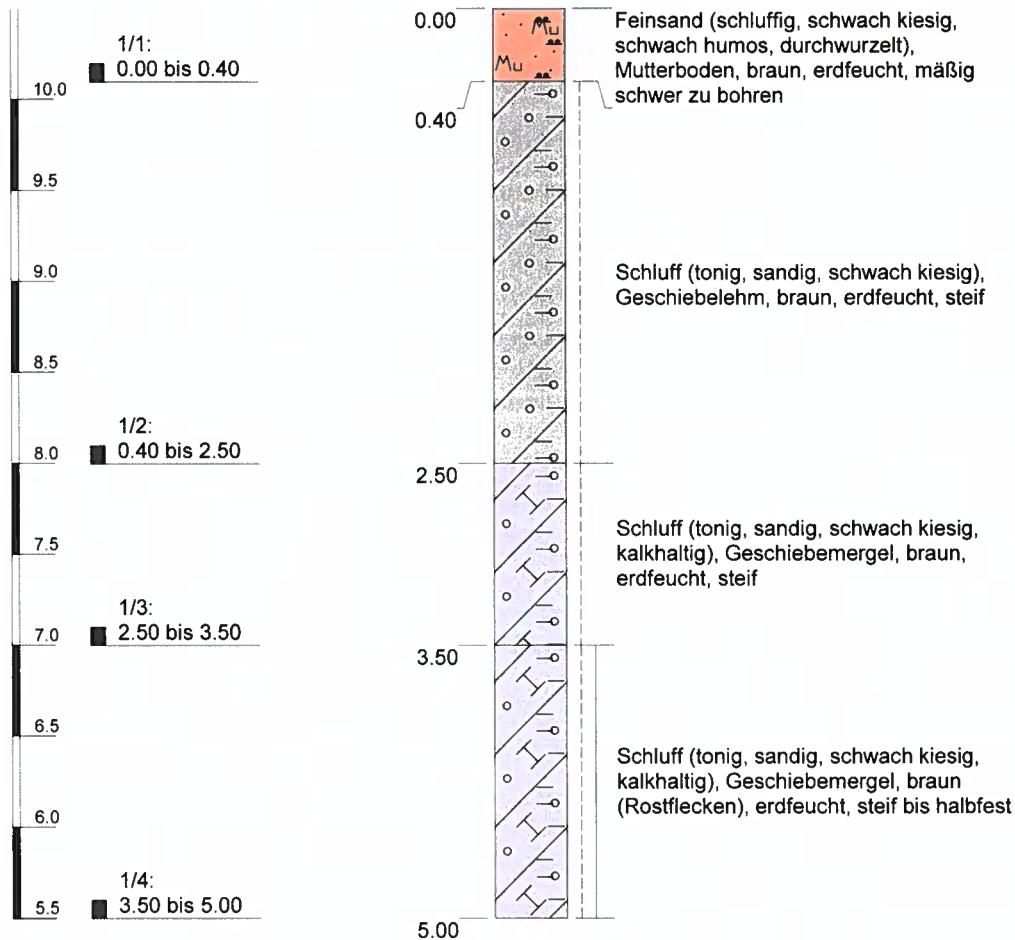 0.00
Feinsand (schluffig, schwach kiesig,
schwach humos, durchwurzelt),
Mutterboden, braun, erdfeucht, mäßig
schwer zu bohren
Mu
Mu
1/1:
0.00 bis 0.40
10.0
0.40
9.5
9.0
Schluff (tonig, sandig, schwach kiesig),
Geschiebelehm, braun, erdfeucht, steif
8.5
1/2:
0.40 bis 2.50
8.0
2.50
7.5
Schluff (tonig, sandig, schwach kiesig,
kalkhaltig), Geschiebemergel, braun,
erdfeucht, steif
1/3:
2.50 bis 3.50
7.0
3.50
6.5
Schluff (tonig, sandig, schwach kiesig,
kalkhaltig), Geschiebemergel, braun
(Rostflecken), erdfeucht, steif bis halbfest
6.0
1/4:
3.50 bis 5.00
5.5
5.00